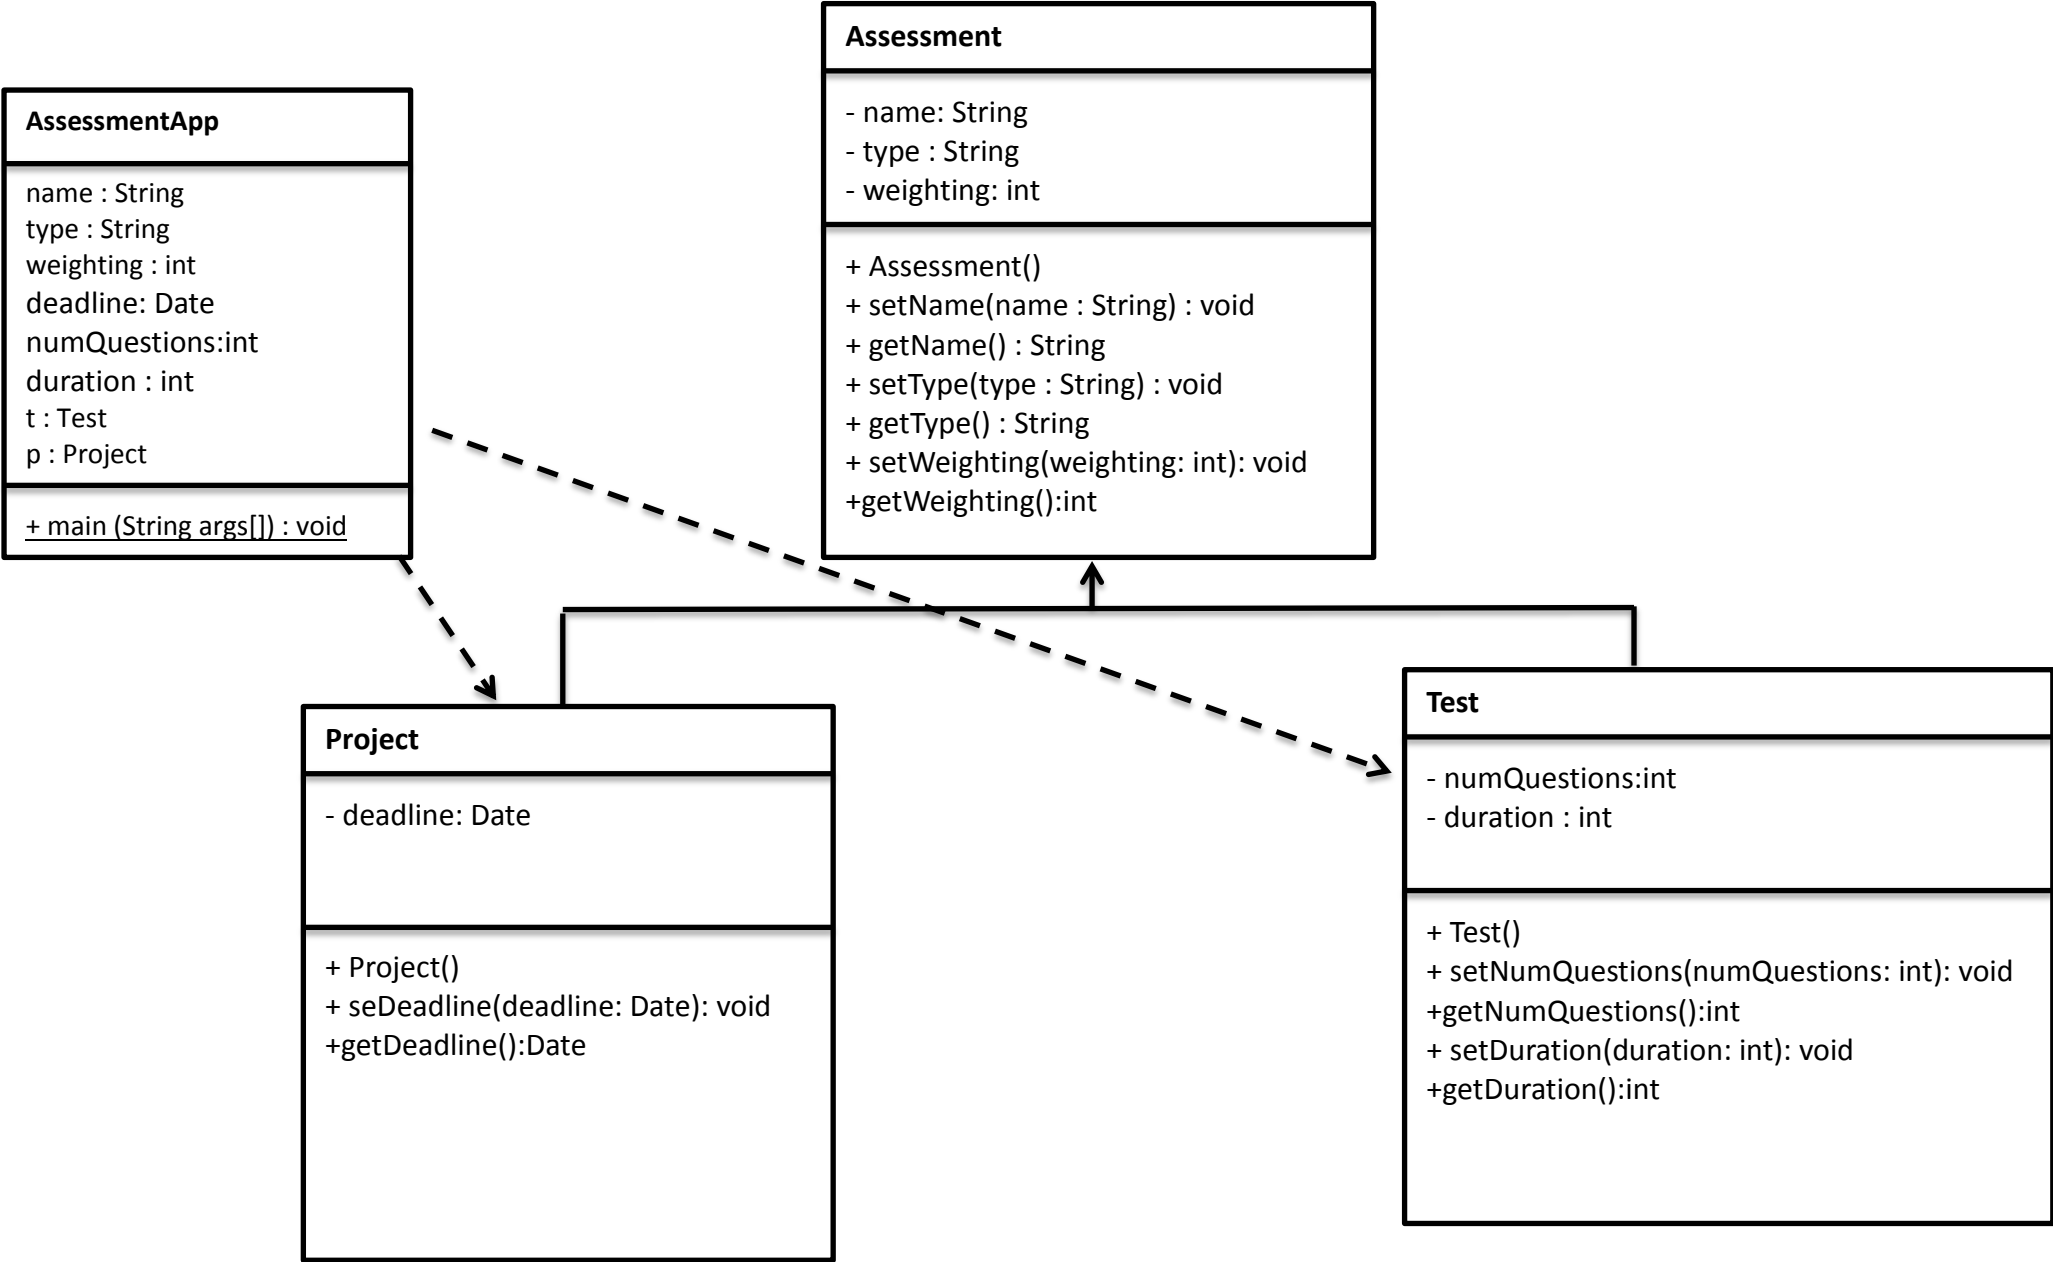 AssessmentApp
name : String
type : String
weighting : int
deadline: Date
numQuestions:int
duration : int
t : Test
p : Project
+ main (String args[]) : void
Assessment
- name: String
- type : String
- weighting: int
+ Assessment()
+ setName(name : String) : void
+ getName() : String
+ setType(type : String) : void
+ getType() : String
+ setWeighting(weighting: int): void
+getWeighting():int
Project
- deadline: Date
+ Project()
+ seDeadline(deadline: Date): void
+getDeadline():Date
Test
- numQuestions:int
- duration : int
+ Test()
+ setNumQuestions(numQuestions: int): void
+getNumQuestions():int
+ setDuration(duration: int): void
+getDuration():int